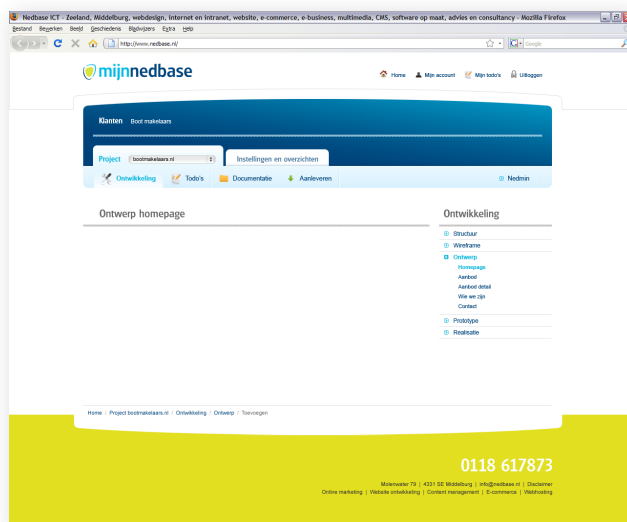 Nedbase ICT - Zeeland, Middelburg, webdesign, internet en intranet, website, e-commerce, e-business, multimedia, CMS, software op maat, advies en consultancy - Mozilla Firefox
Bestand Bewerken Beeld Geschiedenis Bladwijzers Extra Help
http://www.nedbase.nl/
Google
mijnnedbase
Home Mijn account Mijn todo's Uitloggen
Klanten Boot makelaars
Project bootmakelaars.nl Instellingen en overzichten
Ontwikkeling Todo's Documentatie Aanleveren Nedmin
Ontwerp homepage
Ontwikkeling
Structuur
Wireframe
Ontwerp
Homepage
Aanbod
Aanbod detail
Wie we zijn
Contact
Prototype
Realisatie
Home / Project bootmakelaars.nl / Ontwikkeling / Ontwerp / Toevoegen
0118 617873
Molenwater 79 | 4331 SE Middelburg | info@nedbase.nl | Disclaimer
Online marketing | Website ontwikkeling | Content management | E-commerce | Webhosting